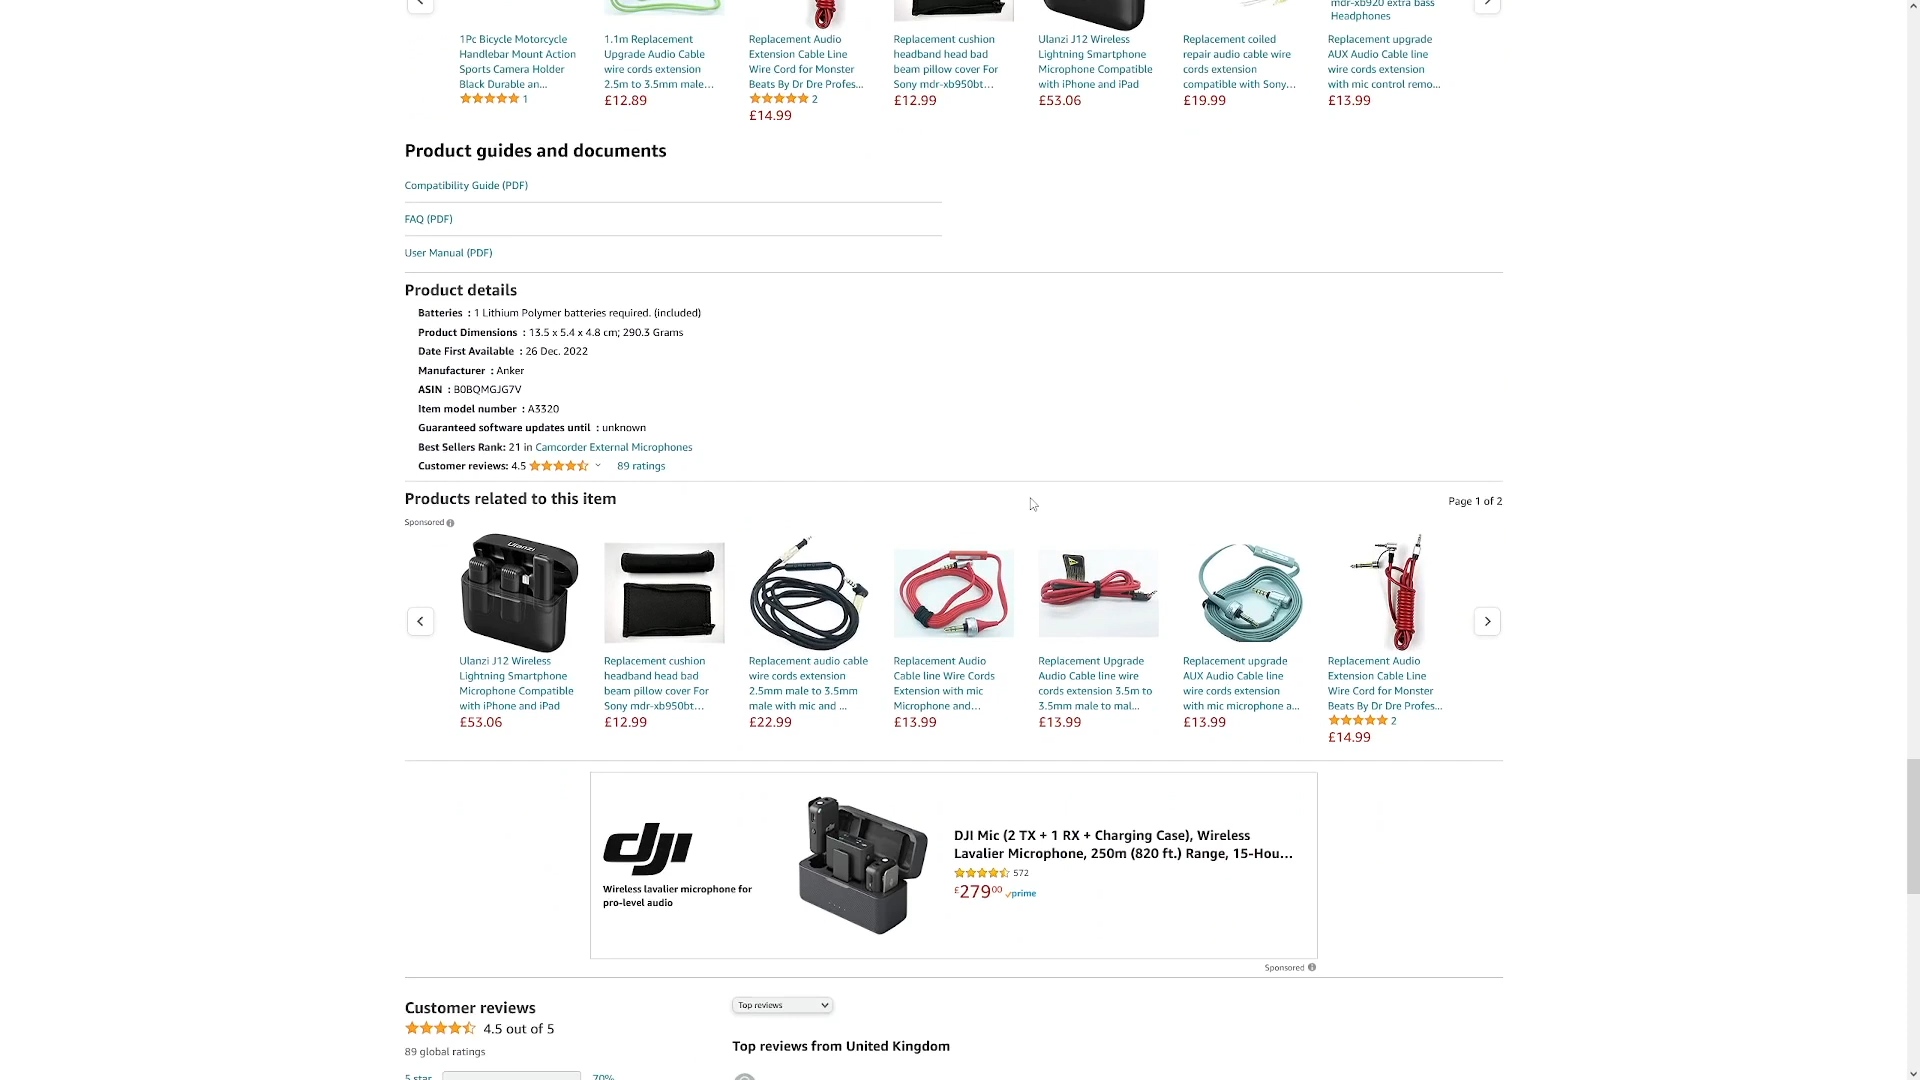 mdr-xb920 extra bass
Headphones
1Pc Bicycle Motorcycle
Handlebar Mount Action
Sports Camera Holder
Black Durable an...
1
1.1m Replacement
Upgrade Audio Cable
wire cords extension
2.5m to 3.5mm male...
£12.89
Replacement Audio
Extension Cable Line
Wire Cord for Monster
Beats By Dr Dre Profes...
2
£14.99
Replacement cushion
headband head bad
beam pillow cover For
Sony mdr-xb950bt...
£12.99
Ulanzi J12 Wireless
Lightning Smartphone
Microphone Compatible
with iPhone and iPad
£53.06
Replacement coiled
repair audio cable wire
cords extension
compatible with Sony...
£19.99
Replacement upgrade
AUX Audio Cable line
wire cords extension
with mic control remo...
£13.99
Product guides and documents
Compatibility Guide (PDF)
FAQ (PDF)
User Manual (PDF)
Product details
Batteries : 1 Lithium Polymer batteries required. (included)
Product Dimensions : 13.5 x 5.4 x 4.8 cm; 290.3 Grams
Date First Available : 26 Dec. 2022
Manufacturer : Anker
ASIN : B0BQMGJG7V
Item model number : A3320
Guaranteed software updates until : unknown
Best Sellers Rank: 21 in Camcorder External Microphones
Customer reviews: 4.5 89 ratings
Products related to this item
Page 1 of 2
Sponsored
Ulanzi
Ulanzi J12 Wireless
Lightning Smartphone
Microphone Compatible
with iPhone and iPad
£53.06
Replacement cushion
headband head bad
beam pillow cover For
Sony mdr-xb950bt...
£12.99
Replacement audio cable
wire cords extension
2.5mm male to 3.5mm
male with mic and ...
£22.99
Replacement Audio
Cable line Wire Cords
Extension with mic
Microphone and...
£13.99
Replacement Upgrade
Audio Cable line wire
cords extension 3.5m to
3.5mm male to mal...
£13.99
Replacement upgrade
AUX Audio Cable line
wire cords extension
with mic microphone a...
£13.99
Replacement Audio
Extension Cable Line
Wire Cord for Monster
Beats By Dr Dre Profes...
2
£14.99
dji
Wireless lavalier microphone for
pro-level audio
DJI Mic (2 TX + 1 RX + Charging Case), Wireless
Lavalier Microphone, 250m (820 ft.) Range, 15-Hou...
572
£279.00 prime
Sponsored
Customer reviews
4.5 out of 5
89 global ratings
5 star 70%
Top reviews
Top reviews from United Kingdom